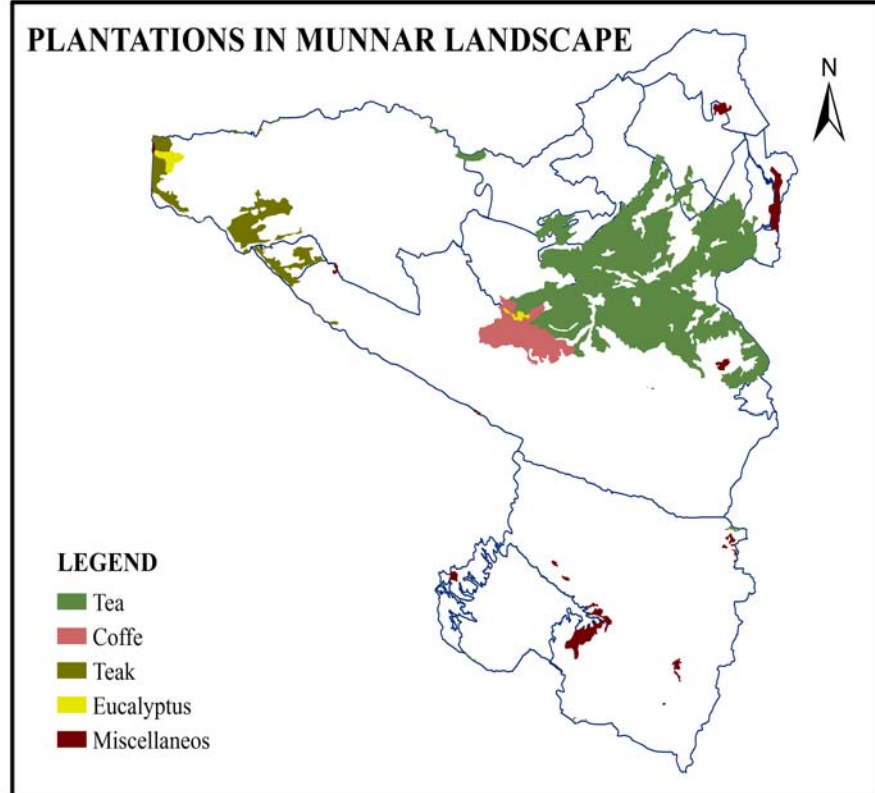 PLANTATIONS IN MUNNAR LANDSCAPE
N
LEGEND
Tea
Coffe
Teak
Eucalyptus
Miscellaneos